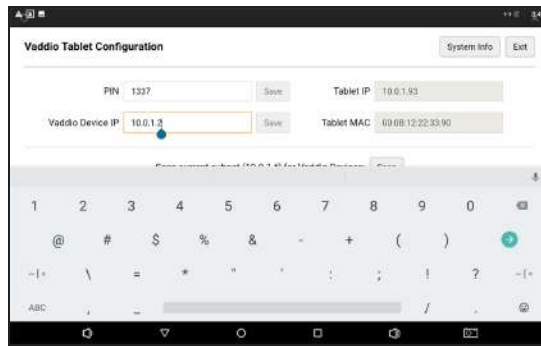 Vaddio Tablet Configuration
System Info
Exit
PIN 1337 Save Tablet IP 10.0.1.93
Vaddio Device IP 10.0.1.2 Save Tablet MAC
1 2 3 4 5 6 7 8 9 0
@ # $ % & - + ( )
\ = * " ' : ; ! ?
ABC , _ / .